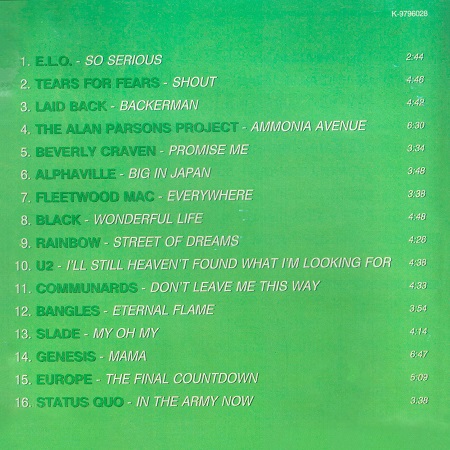 K-9796028
1. E.L.O. - SO SERIOUS 2:44
2. TEARS FOR FEARS - SHOUT 4:46
3. LAID BACK - BACKERMAN 4:49
4. THE ALAN PARSONS PROJECT - AMMONIA AVENUE 6:30
5. BEVERLY CRAVEN - PROMISE ME 3:34
6. ALPHAVILLE - BIG IN JAPAN 3:48
7. FLEETWOOD MAC - EVERYWHERE 3:38
8. BLACK - WONDERFUL LIFE 4:48
9. RAINBOW - STREET OF DREAMS 4:26
10. U2 - I'LL STILL HEAVEN'T FOUND WHAT I'M LOOKING FOR 4:38
11. COMMUNARDS - DON'T LEAVE ME THIS WAY 4:33
12. BANGLES - ETERNAL FLAME 3:54
13. SLADE - MY OH MY 4:14
14. GENESIS - MAMA 6:47
15. EUROPE - THE FINAL COUNTDOWN 5:09
16. STATUS QUO - IN THE ARMY NOW 3:38